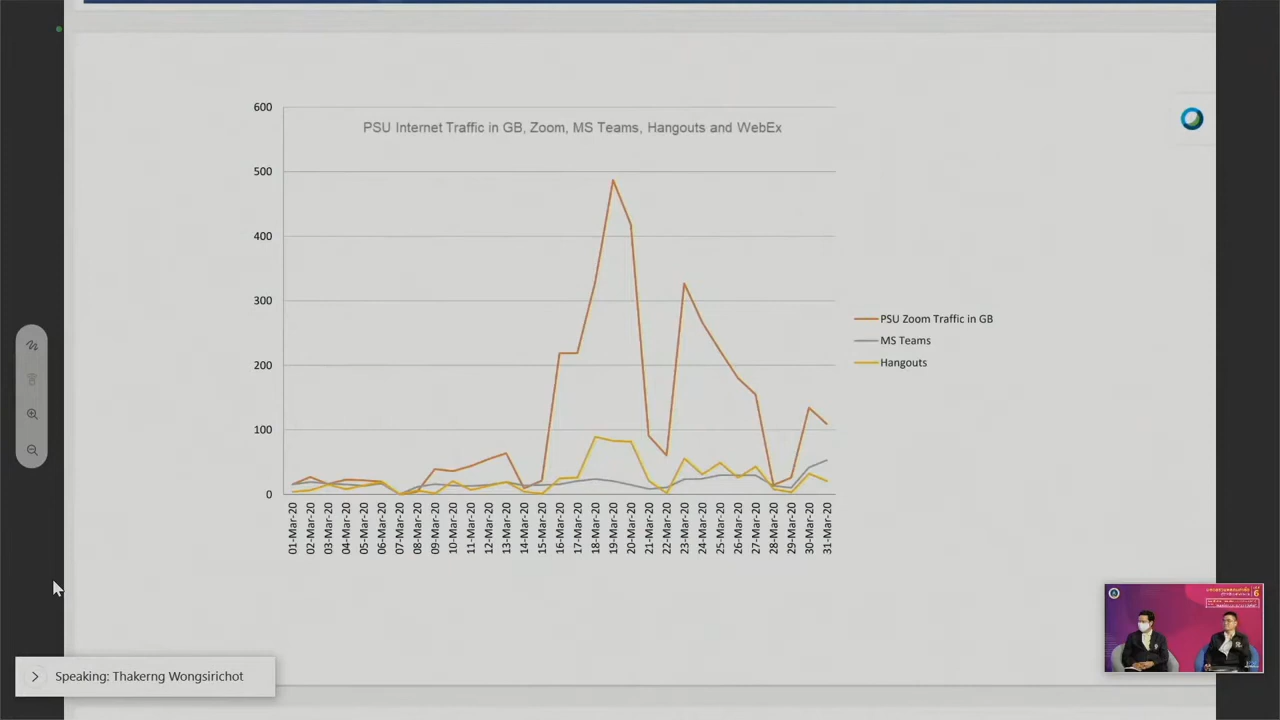 PSU Internet Traffic in GB, Zoom, MS Teams, Hangouts and WebEx
600
500
400
300
200
100
0
01-Mar-20
02-Mar-20
03-Mar-20
04-Mar-20
05-Mar-20
06-Mar-20
07-Mar-20
08-Mar-20
09-Mar-20
10-Mar-20
11-Mar-20
12-Mar-20
13-Mar-20
14-Mar-20
15-Mar-20
16-Mar-20
17-Mar-20
18-Mar-20
19-Mar-20
20-Mar-20
21-Mar-20
22-Mar-20
23-Mar-20
24-Mar-20
25-Mar-20
26-Mar-20
27-Mar-20
28-Mar-20
29-Mar-20
30-Mar-20
31-Mar-20
PSU Zoom Traffic in GB
MS Teams
Hangouts
6
Speaking: Thakerng Wongsirichot